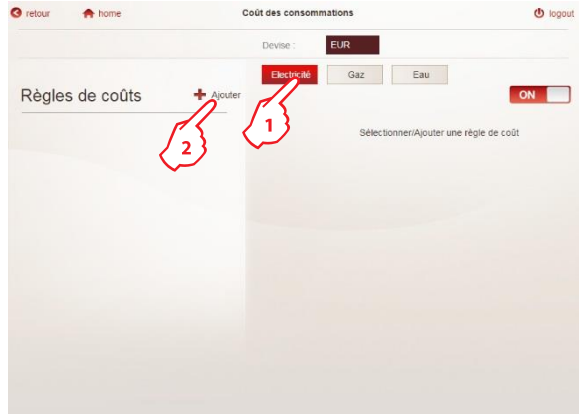 retour home Coût des consommations logout
Devise : EUR
Electricité Gaz Eau
Règles de coûts Ajouter ON
1
2
Sélectionner/Ajouter une règle de coût